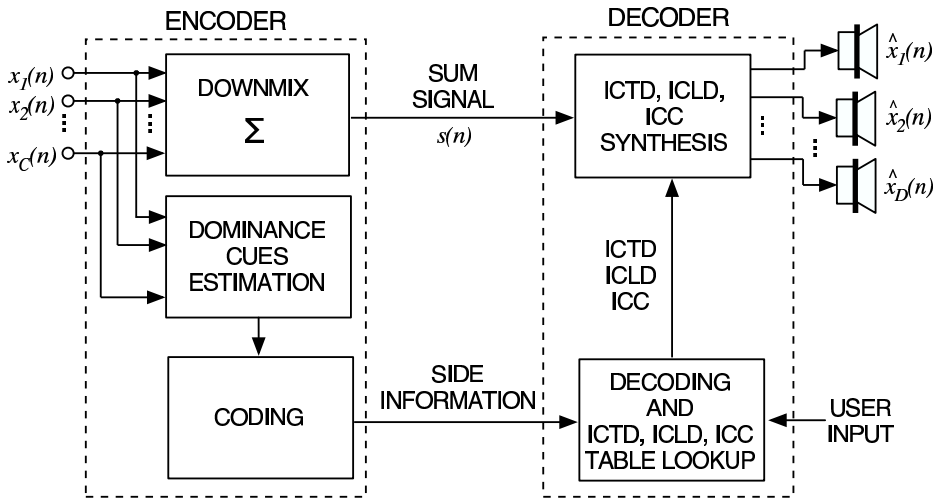 ENCODER
DECODER
x1(n)
x2(n)
xC(n)
DOWNMIX
Σ
DOMINANCE
CUES
ESTIMATION
CODING
SUM
SIGNAL
s(n)
SIDE
INFORMATION
ICTD, ICLD,
ICC
SYNTHESIS
ICTD
ICLD
ICC
DECODING
AND
ICTD, ICLD, ICC
TABLE LOOKUP
USER
INPUT
x̂1(n)
x̂2(n)
x̂D(n)